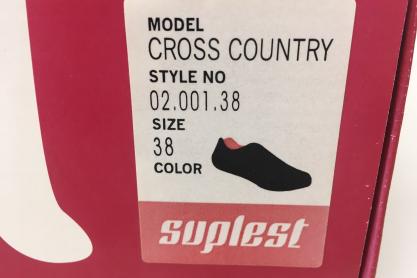 MODEL
CROSS COUNTRY
STYLE NO
02.001.38
SIZE
38
COLOR
suplest